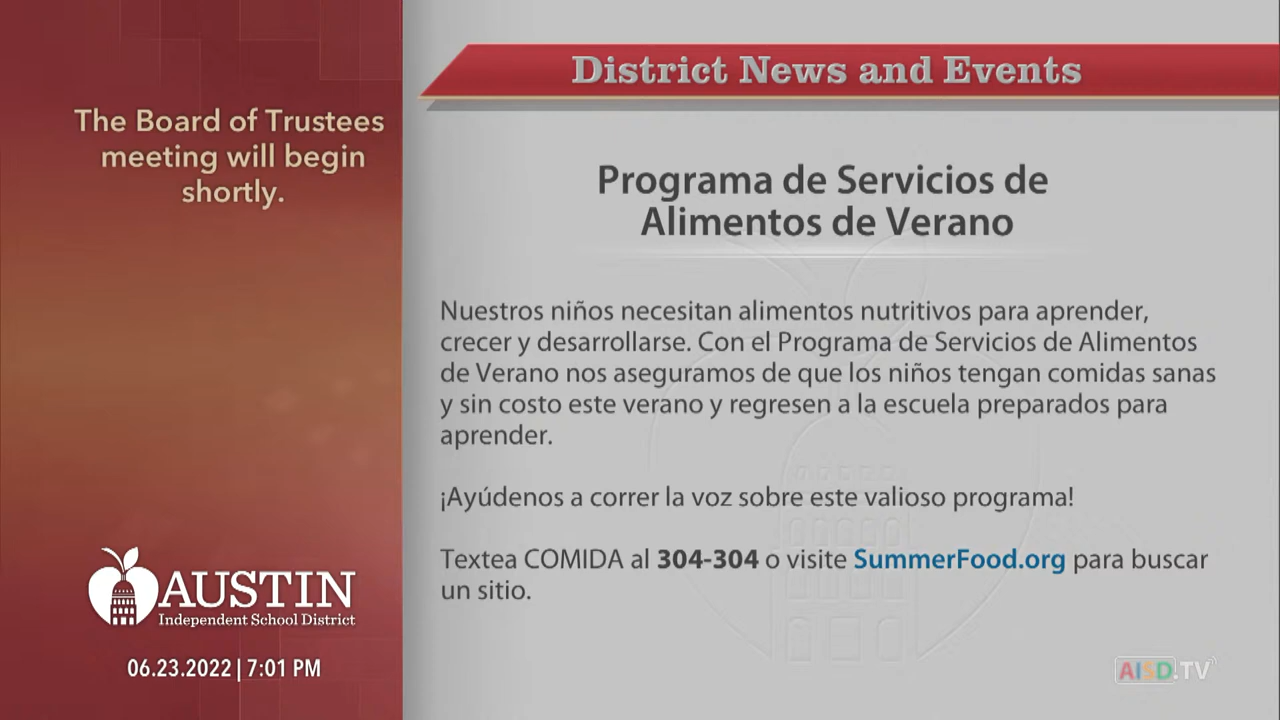 The Board of Trustees
meeting will begin
shortly.
AUSTIN
Independent School District
06.23.2022 | 7:01 PM
District News and Events
Programa de Servicios de
Alimentos de Verano
Nuestros niños necesitan alimentos nutritivos para aprender,
crecer y desarrollarse. Con el Programa de Servicios de Alimentos
de Verano nos aseguramos de que los niños tengan comidas sanas
y sin costo este verano y regresen a la escuela preparados para
aprender.
¡Ayúdenos a correr la voz sobre este valioso programa!
Textea COMIDA al 304-304 o visite SummerFood.org para buscar
un sitio.
AISD.TV